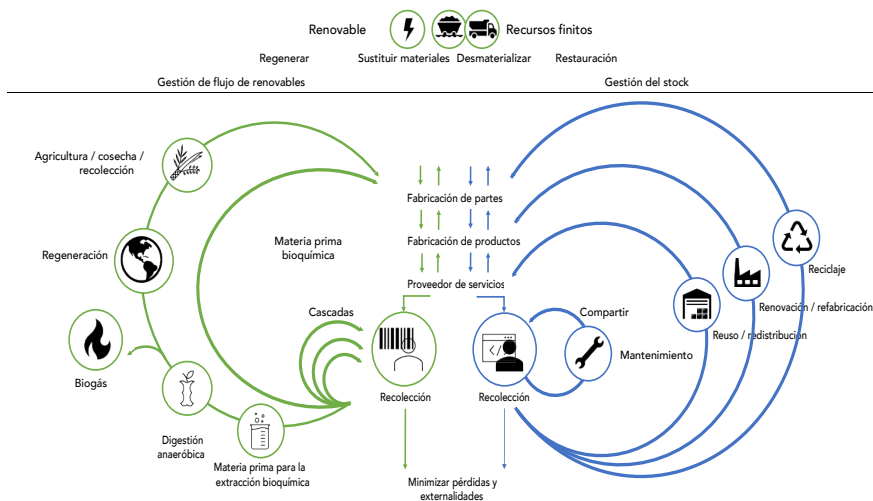 Renovable
Recursos finitos
Regenerar
Sustituir materiales
Desmaterializar
Restauración
Gestión de flujo de renovables
Gestión del stock
Agricultura / cosecha /
recolección
Regeneración
Biogás
Digestión
anaeróbica
Materia prima para la
extracción bioquímica
Materia prima
bioquímica
Cascadas
Fabricación de partes
Fabricación de productos
Proveedor de servicios
Recolección
Recolección
Compartir
Mantenimiento
Reuso / redistribución
Renovación / refabricación
Reciclaje
Minimizar pérdidas y
externalidades